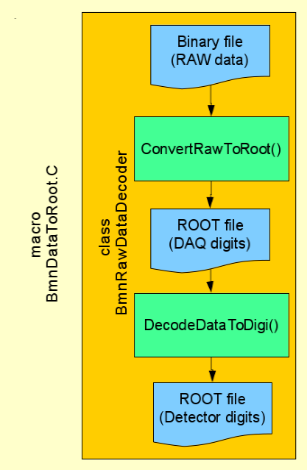 macro
BmnDataToRoot.C
class
BmnRawDataDecoder
Binary file
(RAW data)
ConvertRawToRoot()
ROOT file
(DAQ digits)
DecodeDataToDigi()
ROOT file
(Detector digits)